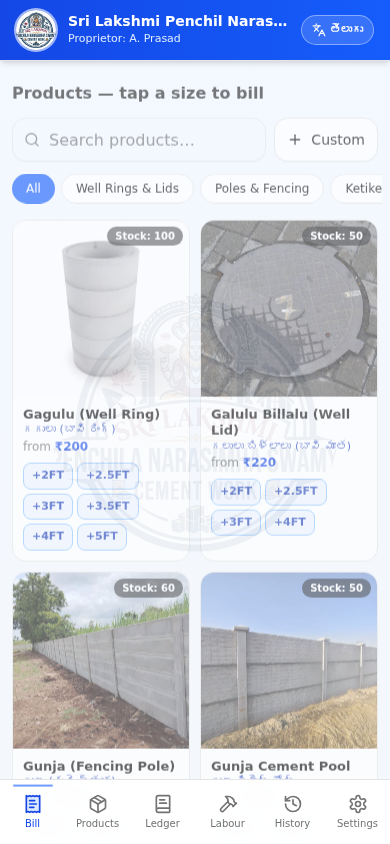 Sri Lakshmi Penchil Naras...
Proprietor: A. Prasad
తెలుగు
Products — tap a size to bill
Search products...
Custom
All
Well Rings & Lids
Poles & Fencing
Ketike
Stock: 100
Gagulu (Well Ring)
గగులు (బావి రింగ్)
from ₹200
+2FT
+2.5FT
+3FT
+3.5FT
+4FT
+5FT
Stock: 50
Galulu Billalu (Well Lid)
గలులు బిళ్లాలు (బావి మూత)
from ₹220
+2FT
+2.5FT
+3FT
+4FT
Stock: 60
Gunja (Fencing Pole)
Stock: 50
Gunja Cement Pool
Bill
Products
Ledger
Labour
History
Settings